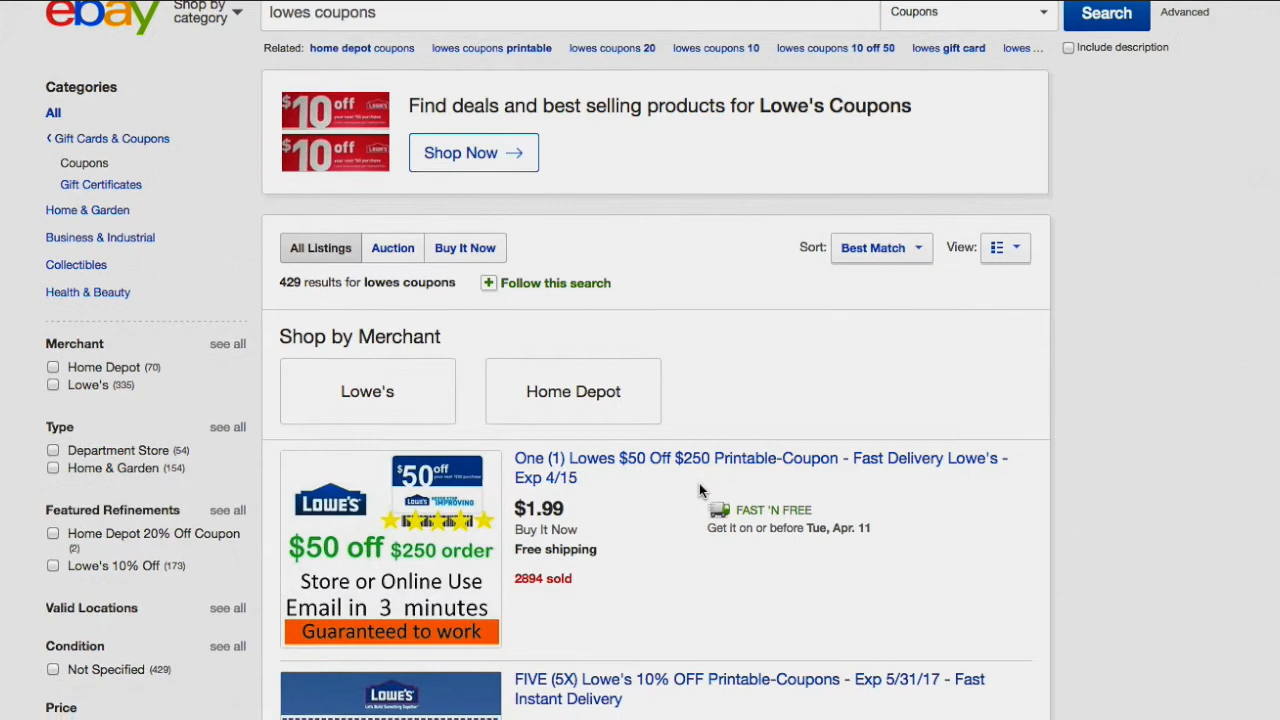 ebay
Shop by
category
lowes coupons
Coupons
Search
Advanced
Related: home depot coupons lowes coupons printable lowes coupons 20 lowes coupons 10 lowes coupons 10 off 50 lowes gift card lowes ...
Include description
Categories
All
Gift Cards & Coupons
Coupons
Gift Certificates
Home & Garden
Business & Industrial
Collectibles
Health & Beauty
Merchant see all
Home Depot (70)
Lowe's (335)
Type see all
Department Store (54)
Home & Garden (154)
Featured Refinements see all
Home Depot 20% Off Coupon
(2)
Lowe's 10% Off (173)
Valid Locations see all
Condition see all
Not Specified (429)
Price
$10 off LOWE'S
$10 off LOWE'S
Find deals and best selling products for Lowe's Coupons
Shop Now →
All Listings Auction Buy It Now
Sort: Best Match View:
429 results for lowes coupons + Follow this search
Shop by Merchant
Lowe's Home Depot
$50 off
LOWE'S
LOWE'S NEVER STOP IMPROVING
$50 off $250 order
Store or Online Use
Email in 3 minutes
Guaranteed to work
One (1) Lowes $50 Off $250 Printable-Coupon - Fast Delivery Lowe's -
Exp 4/15
$1.99
Buy It Now
Free shipping
2894 sold
FAST 'N FREE
Get it on or before Tue, Apr. 11
LOWE'S
Let's Build Something Together
FIVE (5X) Lowe's 10% OFF Printable-Coupons - Exp 5/31/17 - Fast
Instant Delivery